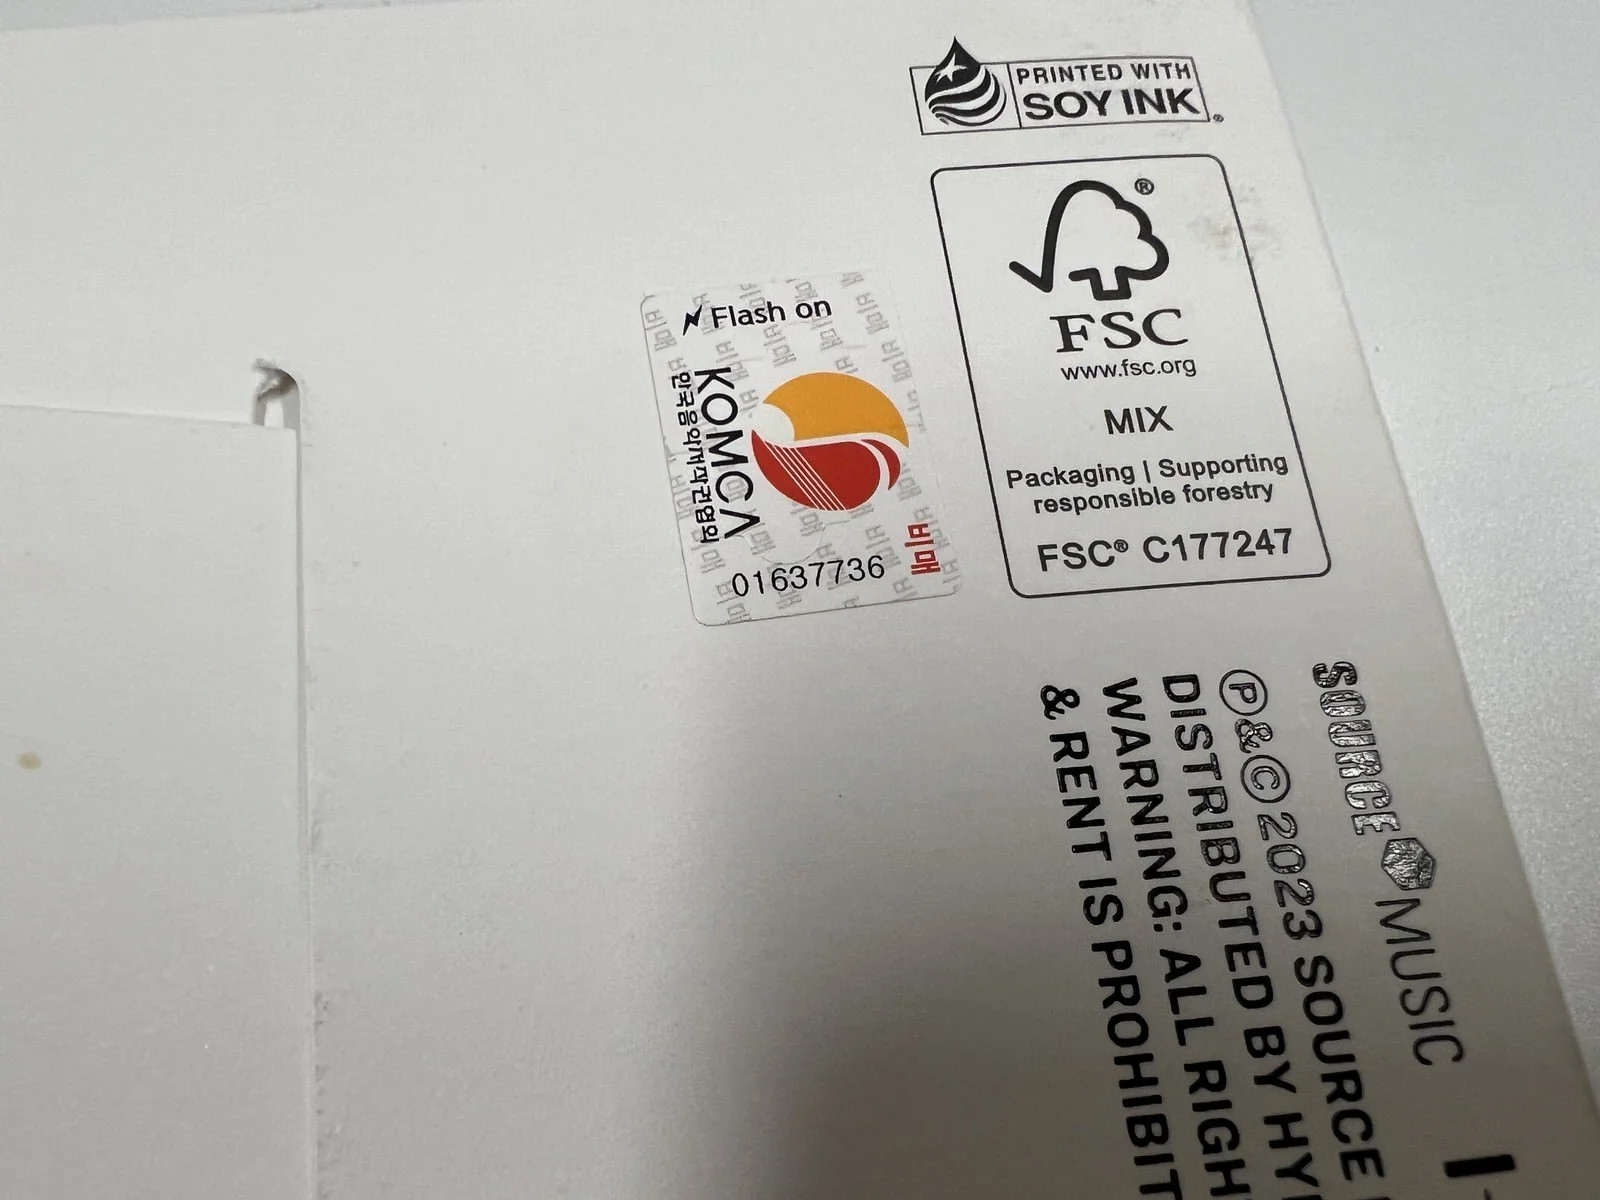 PRINTED WITH
SOY INK®
®
FSC
www.fsc.org
MIX
Packaging | Supporting
responsible forestry
FSC® C177247
Flash on
KOMCA
한국음악저작권협회
01637736
정품
SOURCE MUSIC
Ⓟ&©2023 SOURCE
DISTRIBUTED BY HY
WARNING: ALL RIGH
& RENT IS PROHIBIT